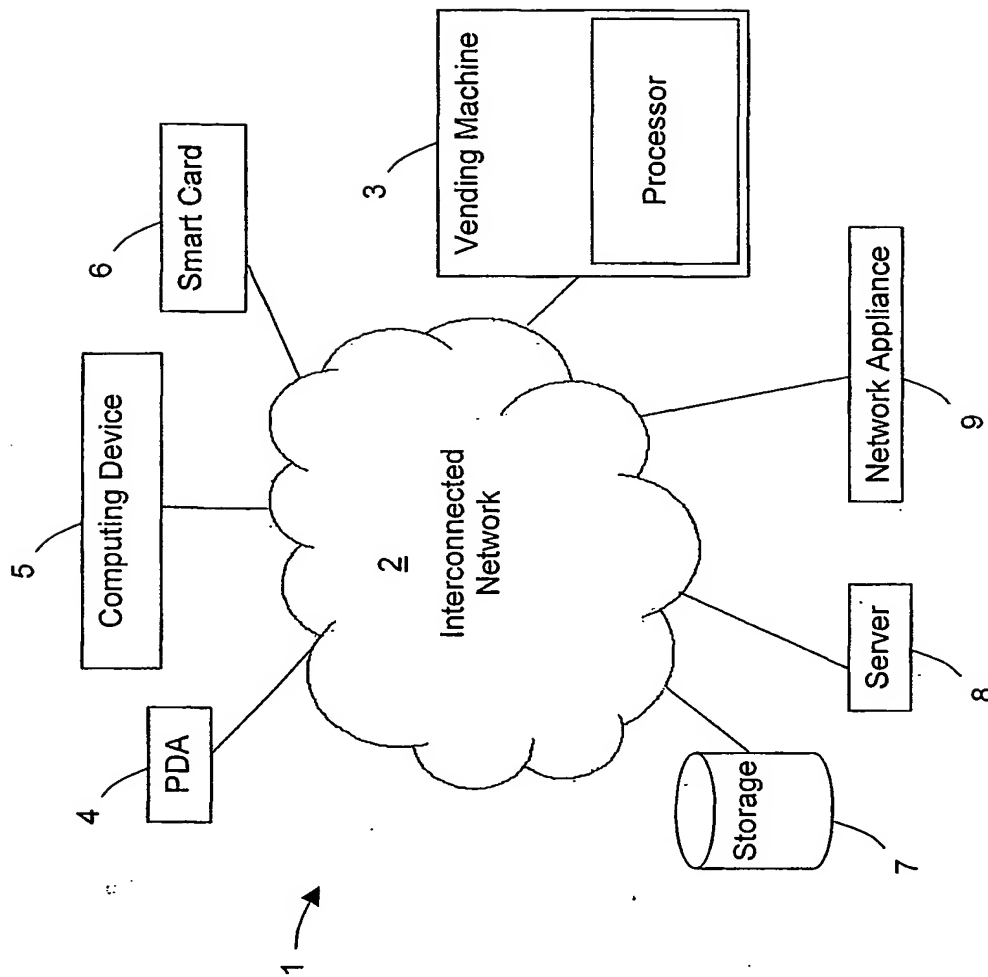 1
4
PDA
5
Computing Device
6
Smart Card
2
Interconnected
Network
3
Vending Machine
Processor
Storage
7
Server
8
Network Appliance
9